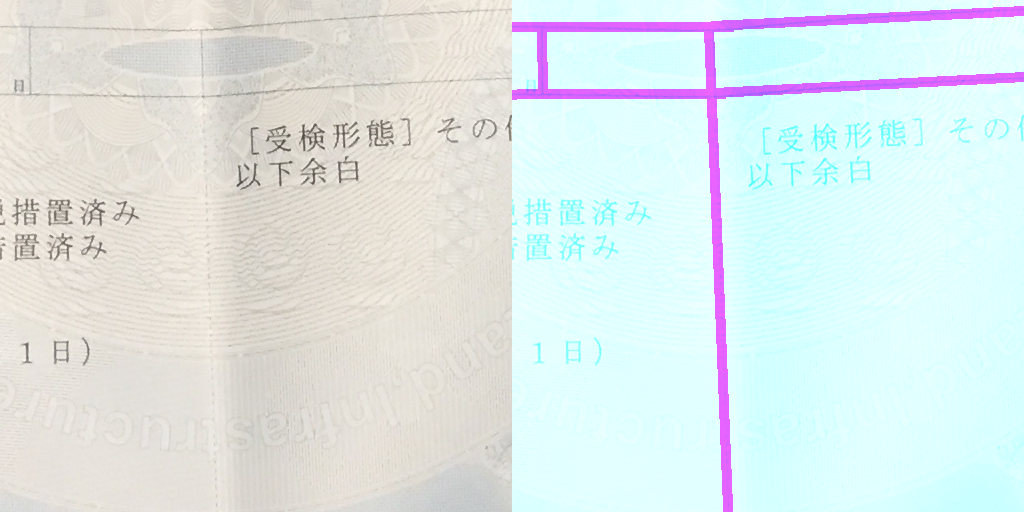 日
[受検形態] その
以下余白
措置済み
置済み
1日)
and, Infrastructure
日
[受検形態] その
以下余白
措置済み
置済み
1日)